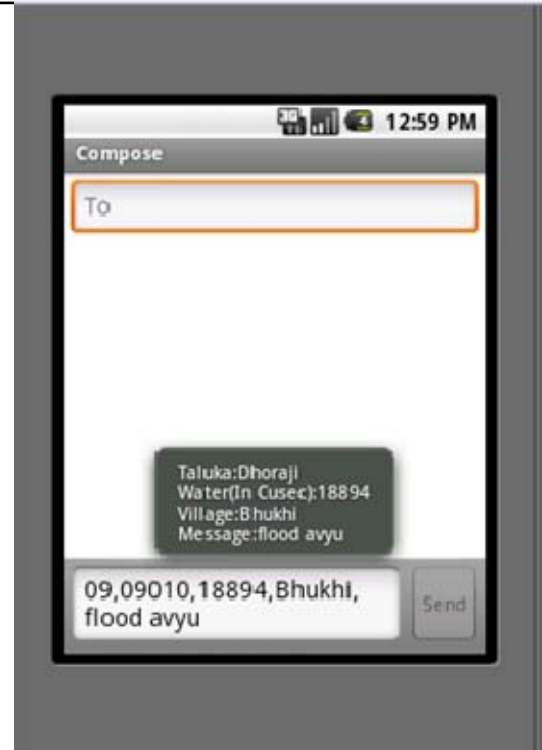 12:59 PM
Compose
To
Taluka:Dhoraji
Water(In Cusec):18894
Village:Bhukhi
Message:flood avyu
09,09010,18894,Bhukhi,
flood avyu
Send